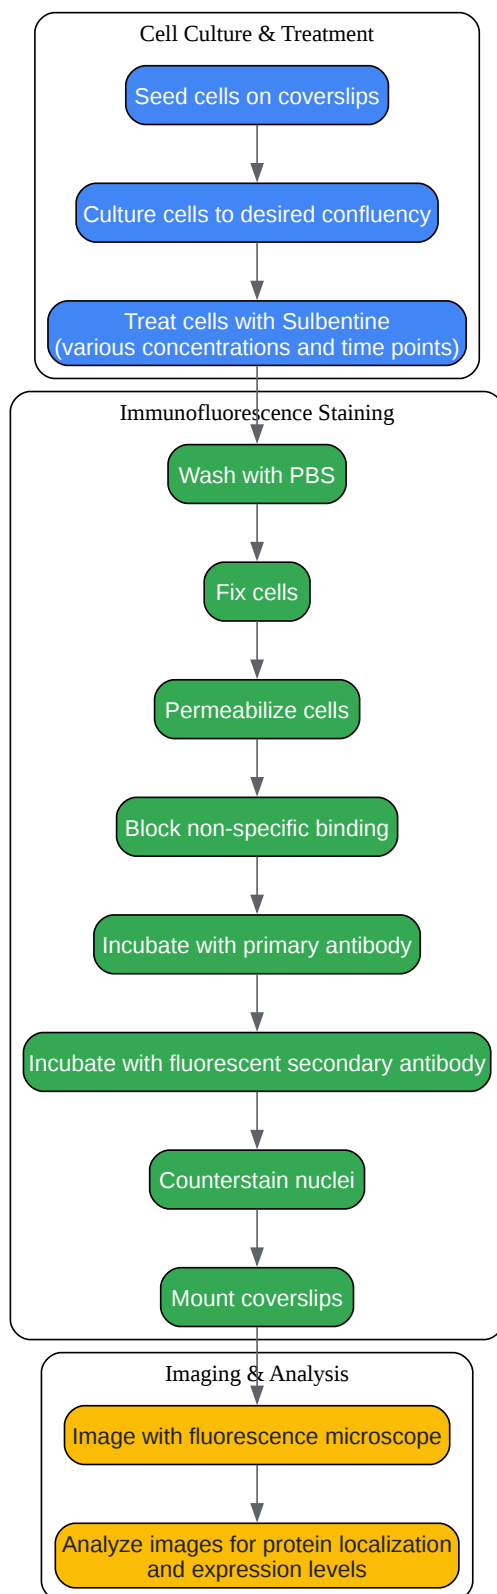 Cell Culture & Treatment
Seed cells on coverslips
Culture cells to desired confluency
Treat cells with Sulbentine
(various concentrations and time points)
Immunofluorescence Staining
Wash with PBS
Fix cells
Permeabilize cells
Block non-specific binding
Incubate with primary antibody
Incubate with fluorescent secondary antibody
Counterstain nuclei
Mount coverslips
Imaging & Analysis
Image with fluorescence microscope
Analyze images for protein localization
and expression levels